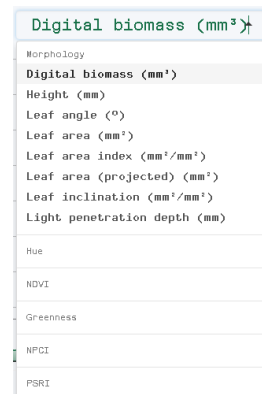 Digital biomass (mm³)
Morphology
Digital biomass (mm³)
Height (mm)
Leaf angle (º)
Leaf area (mm²)
Leaf area index (mm²/mm²)
Leaf area (projected) (mm²)
Leaf inclination (mm²/mm²)
Light penetration depth (mm)
Hue
NDVI
Greenness
NPCI
PSRI